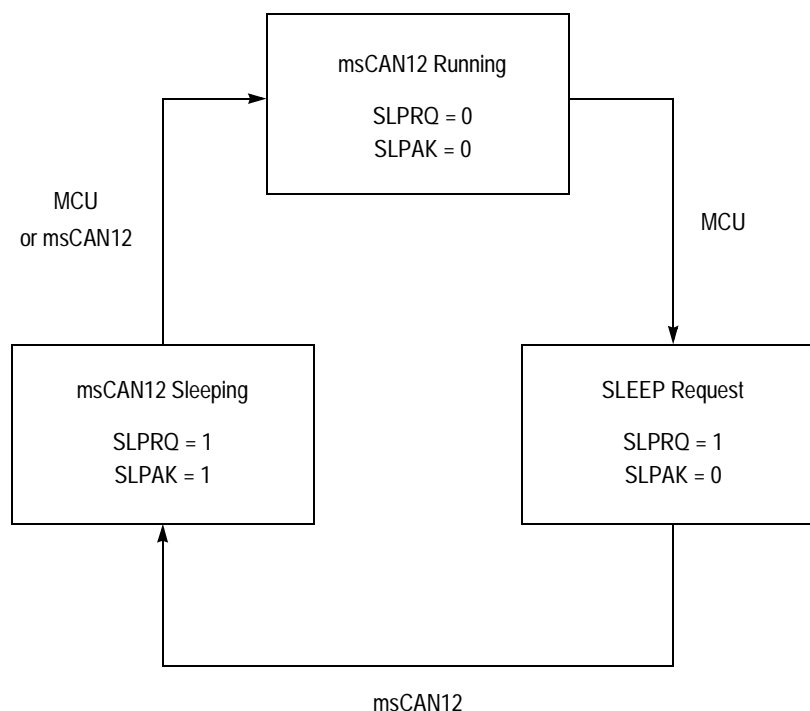 msCAN12 Running
SLPRQ = 0
SLPAK = 0
MCU
or msCAN12
MCU
msCAN12 Sleeping
SLPRQ = 1
SLPAK = 1
SLEEP Request
SLPRQ = 1
SLPAK = 0
msCAN12